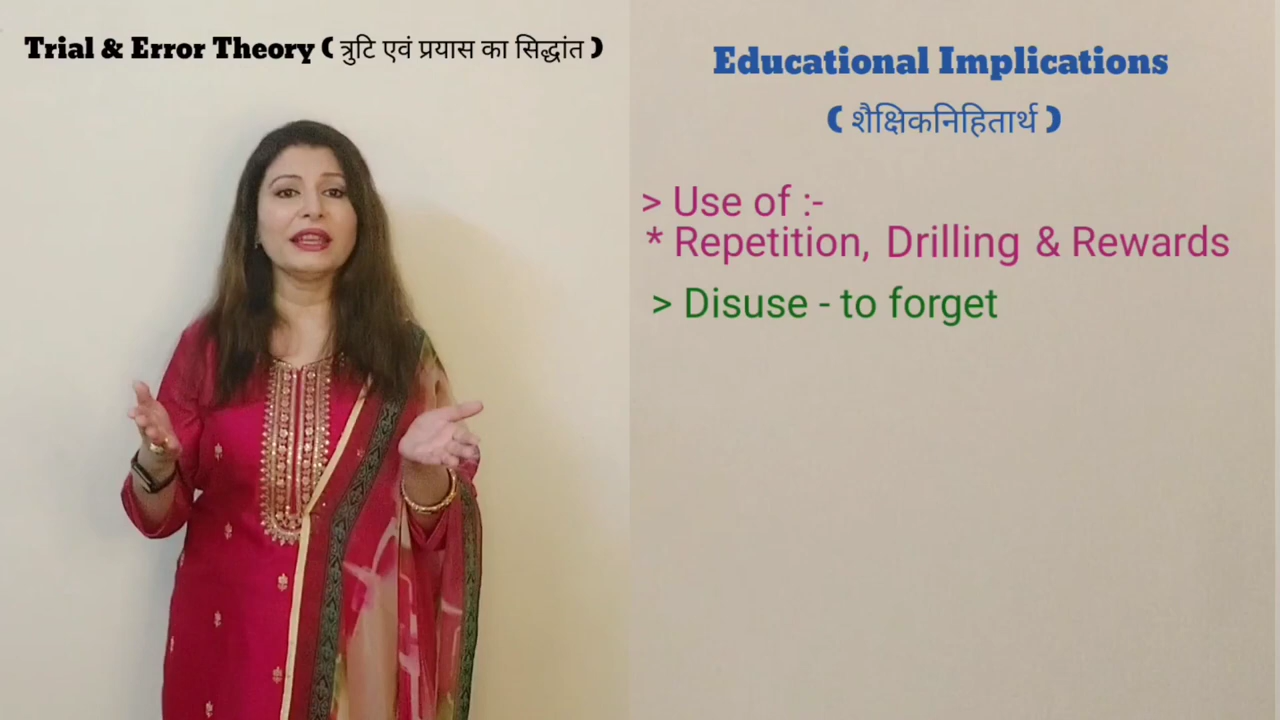 Trial & Error Theory ( त्रुटि एवं प्रयास का सिद्धांत )
Educational Implications
( शैक्षिकनिहितार्थ )
> Use of :-
* Repetition, Drilling & Rewards
> Disuse - to forget